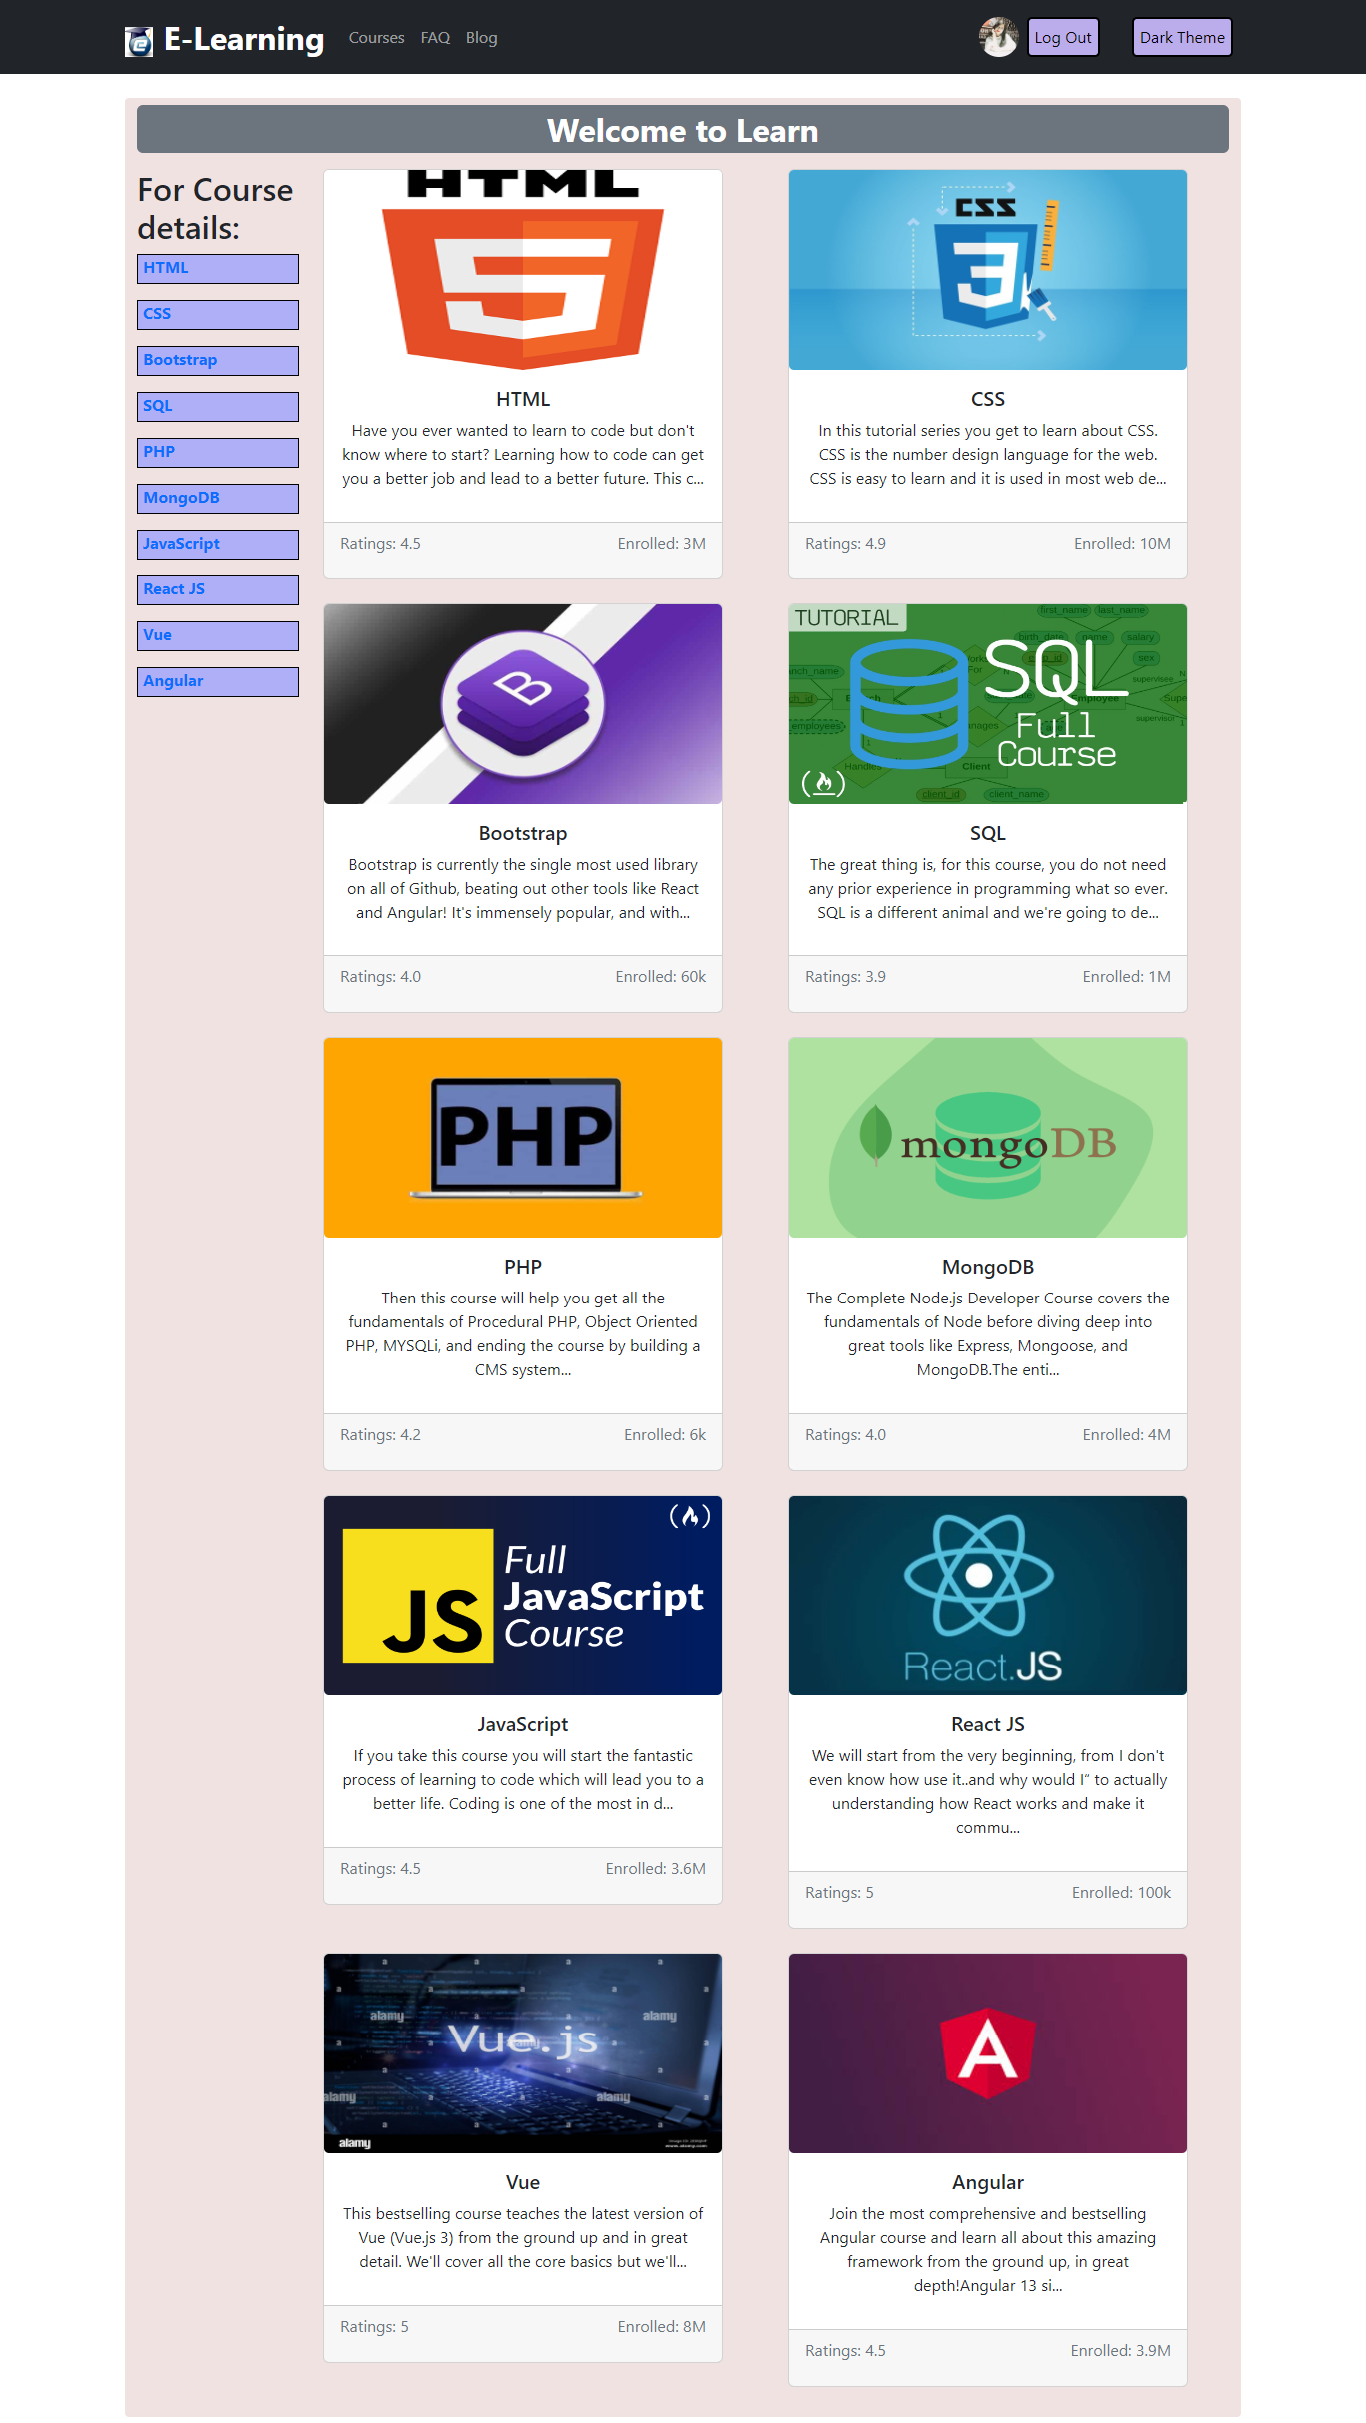 E-Learning
Courses
FAQ
Blog
Log Out
Dark Theme
Welcome to Learn
For Course
details:
HTML
CSS
Bootstrap
SQL
PHP
MongoDB
JavaScript
React JS
Vue
Angular
HTML
5
HTML
Have you ever wanted to learn to code but don't
know where to start? Learning how to code can get
you a better job and lead to a better future. This c...
Ratings: 4.5
Enrolled: 3M
CSS
3
CSS
In this tutorial series you get to learn about CSS.
CSS is the number design language for the web.
CSS is easy to learn and it is used in most web de...
Ratings: 4.9
Enrolled: 10M
B
Bootstrap
Bootstrap is currently the single most used library
on all of Github, beating out other tools like React
and Angular! It's immensely popular, and with...
Ratings: 4.0
Enrolled: 60k
TUTORIAL
first_name
last_name
birth_date
name
salary
sex
supervisee
supervisor
SQL
Full
Course
Client
client_id
client_name
SQL
The great thing is, for this course, you do not need
any prior experience in programming what so ever.
SQL is a different animal and we're going to de...
Ratings: 3.9
Enrolled: 1M
PHP
PHP
Then this course will help you get all the
fundamentals of Procedural PHP, Object Oriented
PHP, MYSQLi, and ending the course by building a
CMS system...
Ratings: 4.2
Enrolled: 6k
mongoDB
MongoDB
The Complete Node.js Developer Course covers the
fundamentals of Node before diving deep into
great tools like Express, Mongoose, and
MongoDB.The enti...
Ratings: 4.0
Enrolled: 4M
JS
Full
JavaScript
Course
JavaScript
If you take this course you will start the fantastic
process of learning to code which will lead you to a
better life. Coding is one of the most in d...
Ratings: 4.5
Enrolled: 3.6M
React.JS
React JS
We will start from the very beginning, from I don't
even know how use it..and why would I“ to actually
understanding how React works and make it
commu...
Ratings: 5
Enrolled: 100k
alamy
alamy
Vue.js
alamy
alamy
alamy
Vue
This bestselling course teaches the latest version of
Vue (Vue.js 3) from the ground up and in great
detail. We'll cover all the core basics but we'll...
Ratings: 5
Enrolled: 8M
A
Angular
Join the most comprehensive and bestselling
Angular course and learn all about this amazing
framework from the ground up, in great
depth!Angular 13 si...
Ratings: 4.5
Enrolled: 3.9M